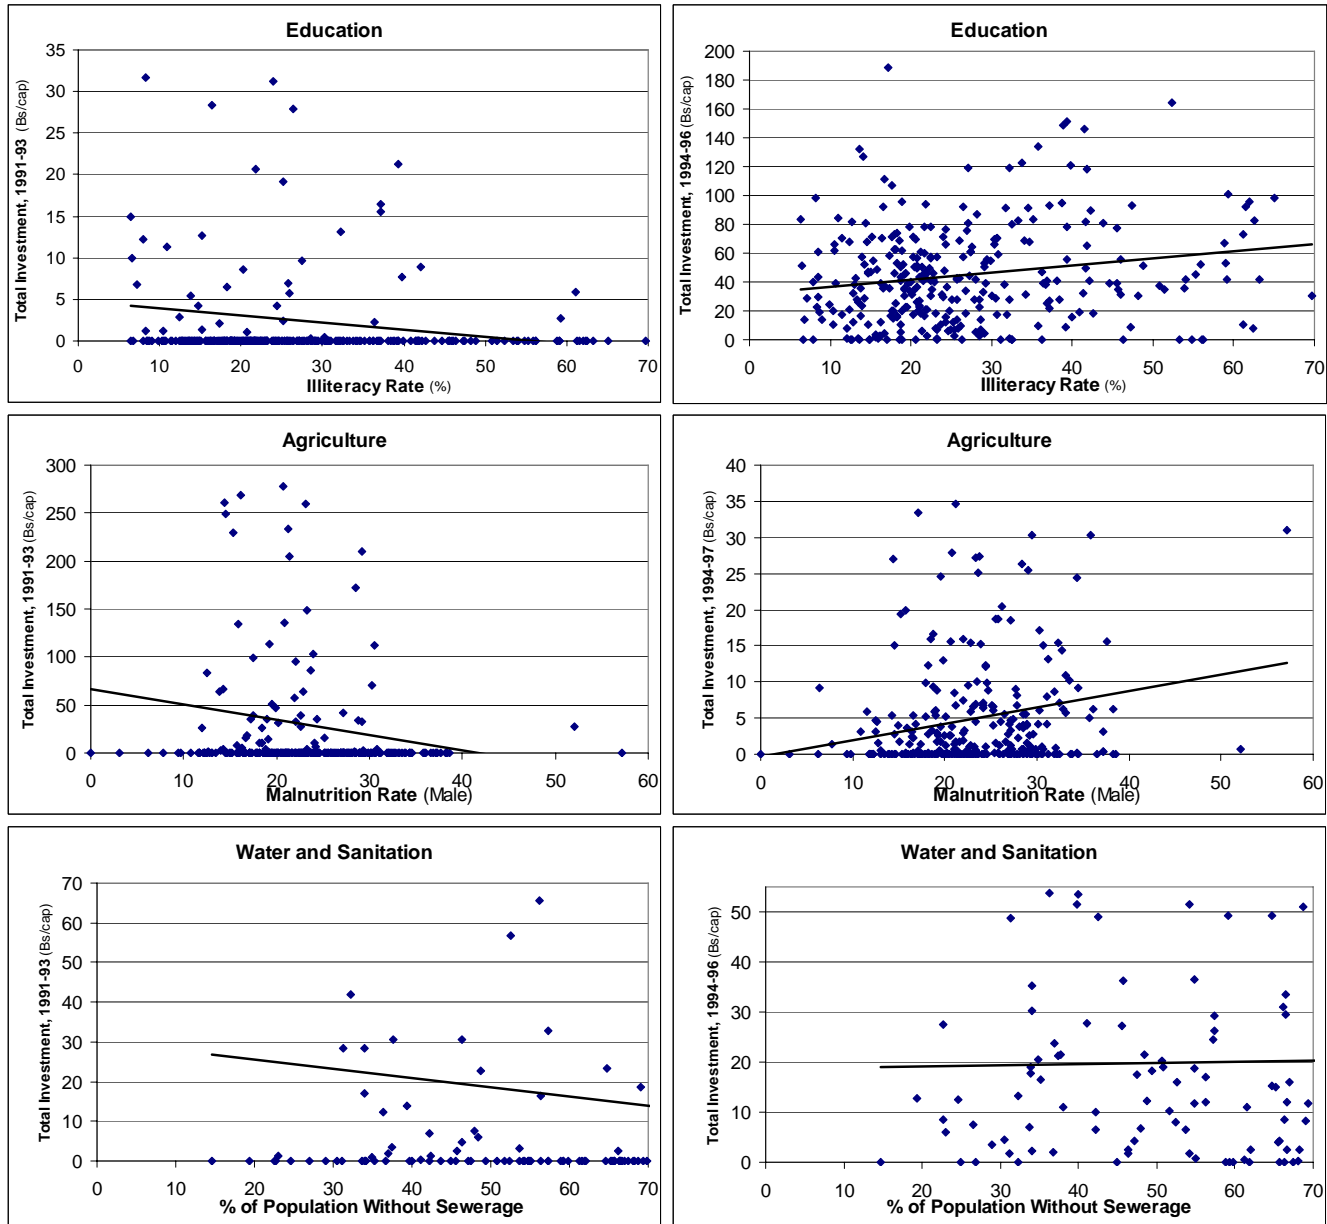 Education
Total Investment, 1991-93 (Bs/cap)
35
30
25
20
15
10
5
0
0 10 20 30 40 50 60 70
Illiteracy Rate (%)
Education
Total Investment, 1994-96 (Bs/cap)
200
180
160
140
120
100
80
60
40
20
0
0 10 20 30 40 50 60 70
Illiteracy Rate (%)
Agriculture
Total Investment, 1991-93 (Bs/cap)
300
250
200
150
100
50
0
0 10 20 30 40 50 60
Malnutrition Rate (Male)
Agriculture
Total Investment, 1994-97 (Bs/cap)
40
35
30
25
20
15
10
5
0
0 10 20 30 40 50 60
Malnutrition Rate (Male)
Water and Sanitation
Total Investment, 1991-93 (Bs/cap)
70
60
50
40
30
20
10
0
0 10 20 30 40 50 60 70
% of Population Without Sewerage
Water and Sanitation
Total Investment, 1994-96 (Bs/cap)
50
40
30
20
10
0
0 10 20 30 40 50 60 70
% of Population Without Sewerage